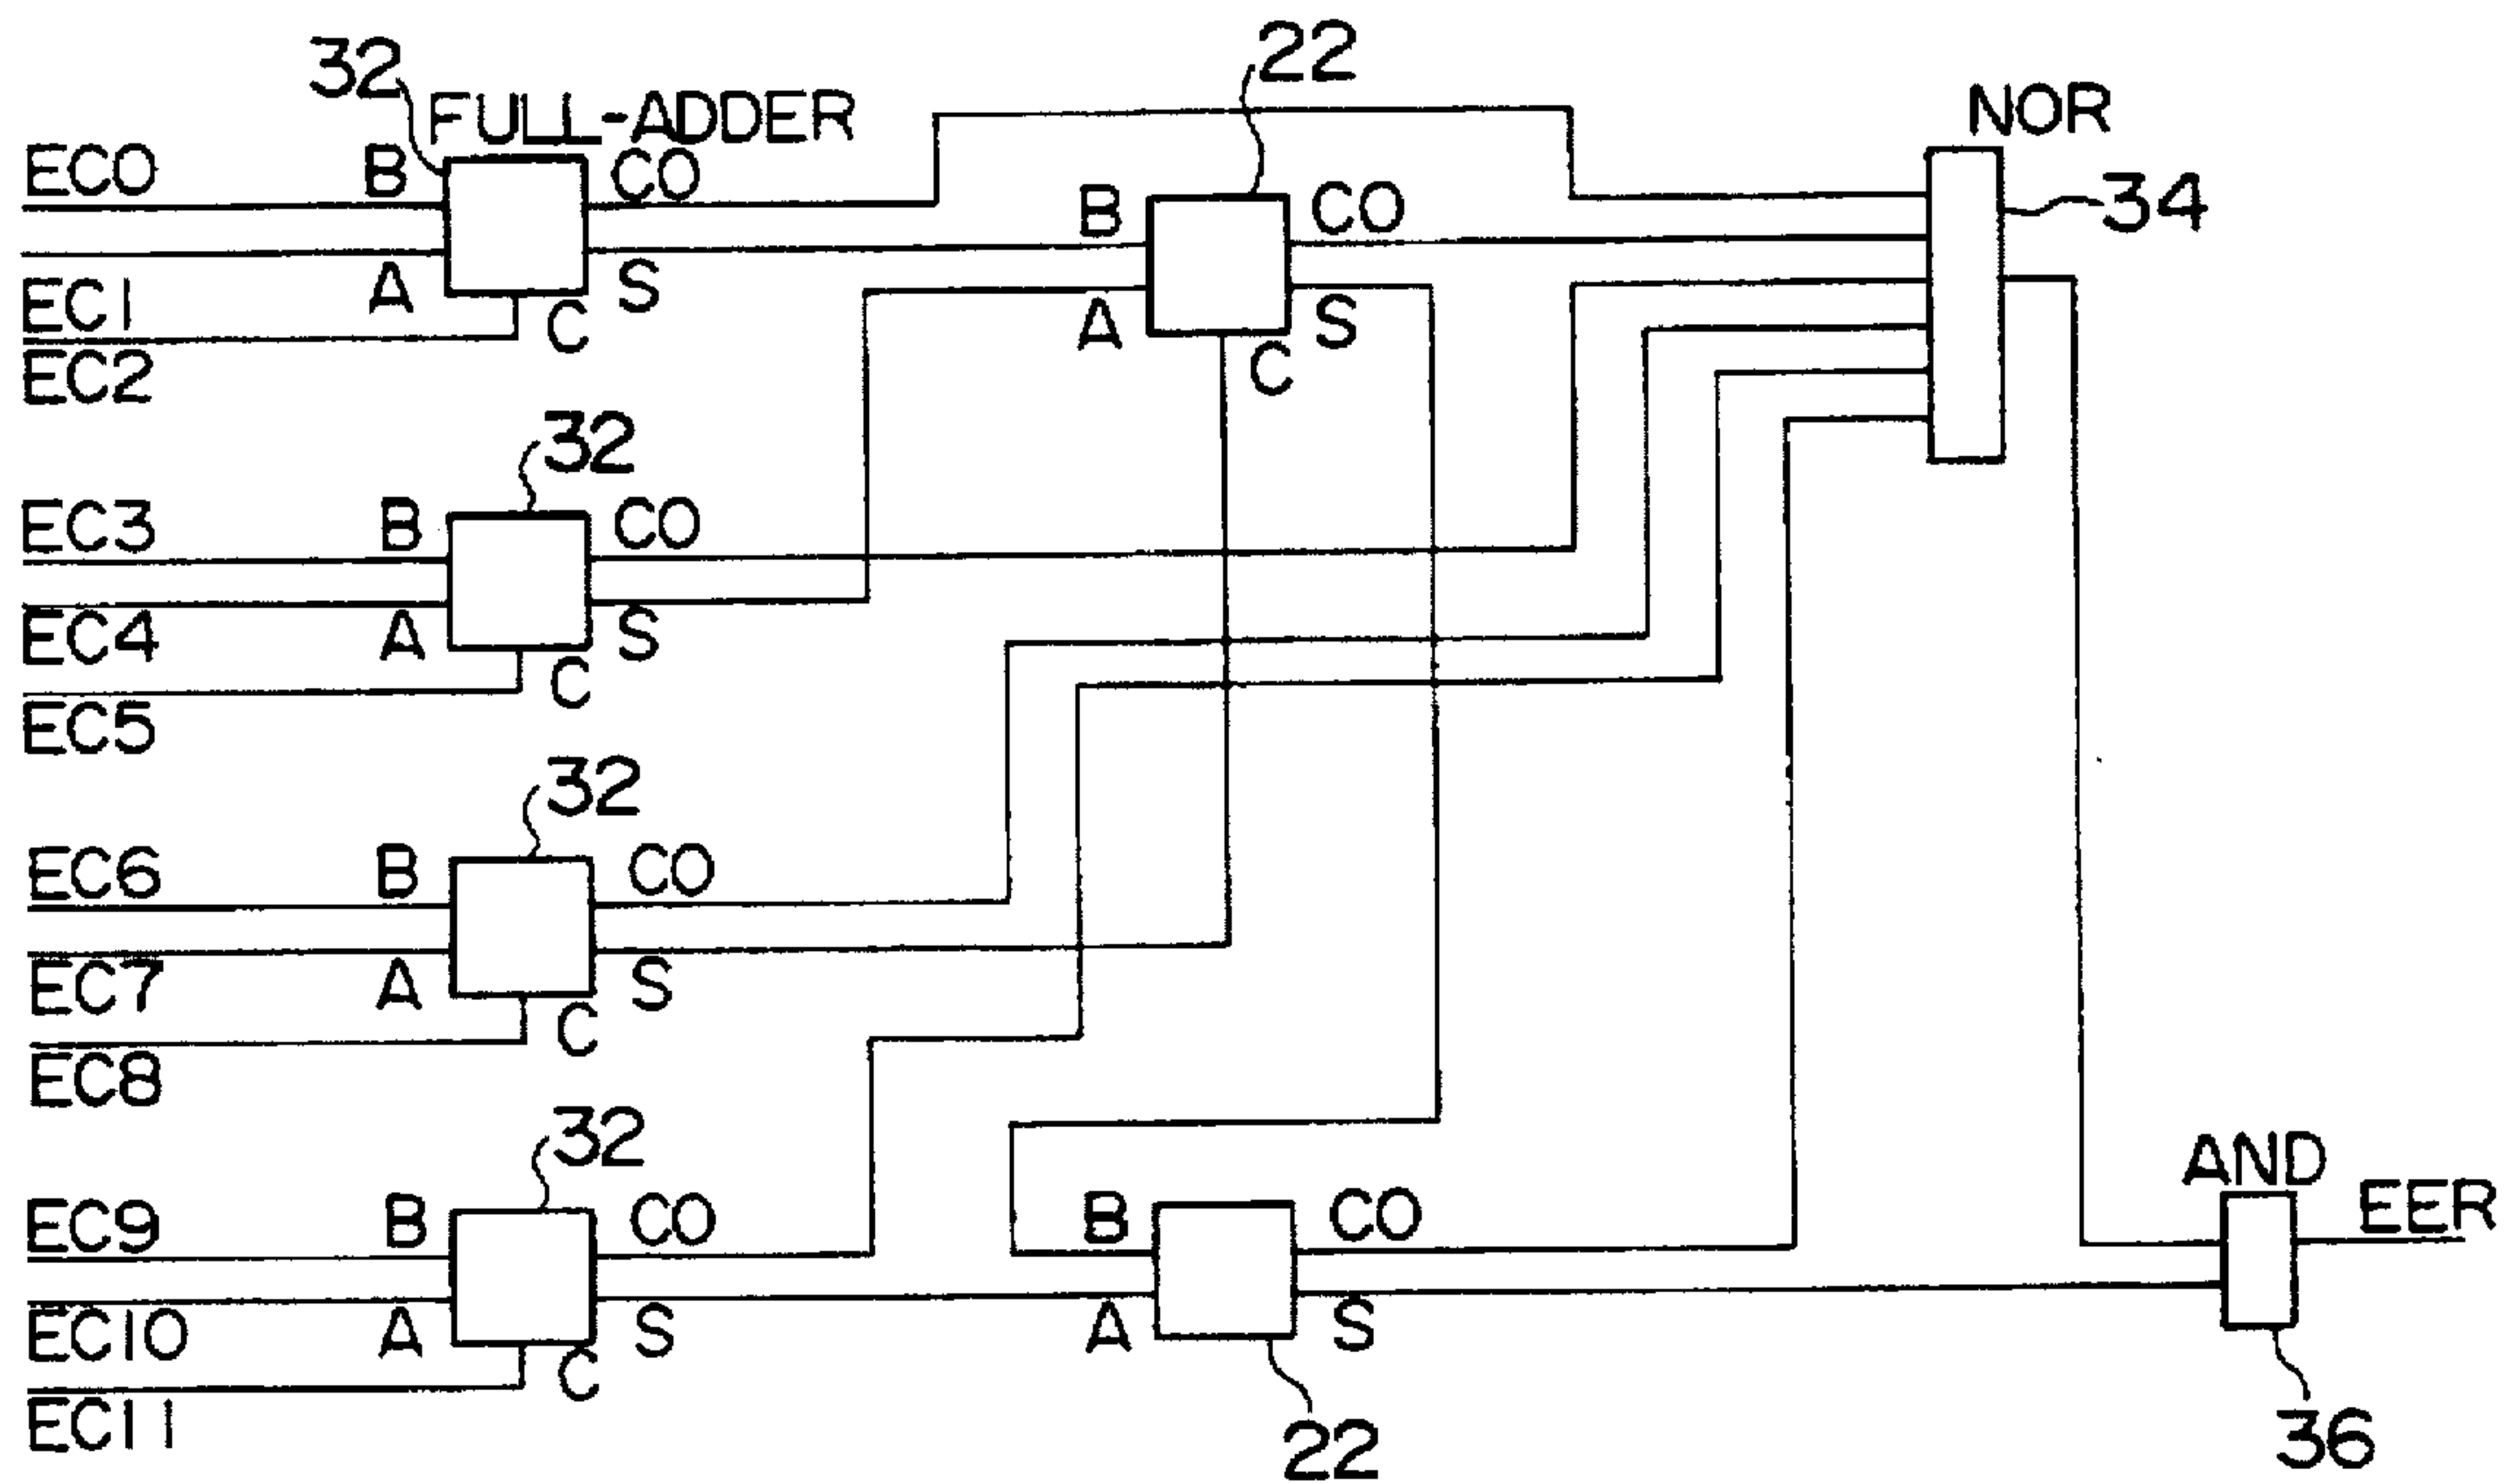 32
22
FULL-ADDER
NOR
EC0
B
CO
34
B
CO
EC1
A
S
C
A
S
EC2
C
32
EC3
B
CO
EC4
A
S
C
EC5
32
EC6
B
CO
EC7
A
S
C
EC8
32
AND
EC9
B
CO
B
CO
EER
EC10
A
S
A
S
C
EC11
22
36